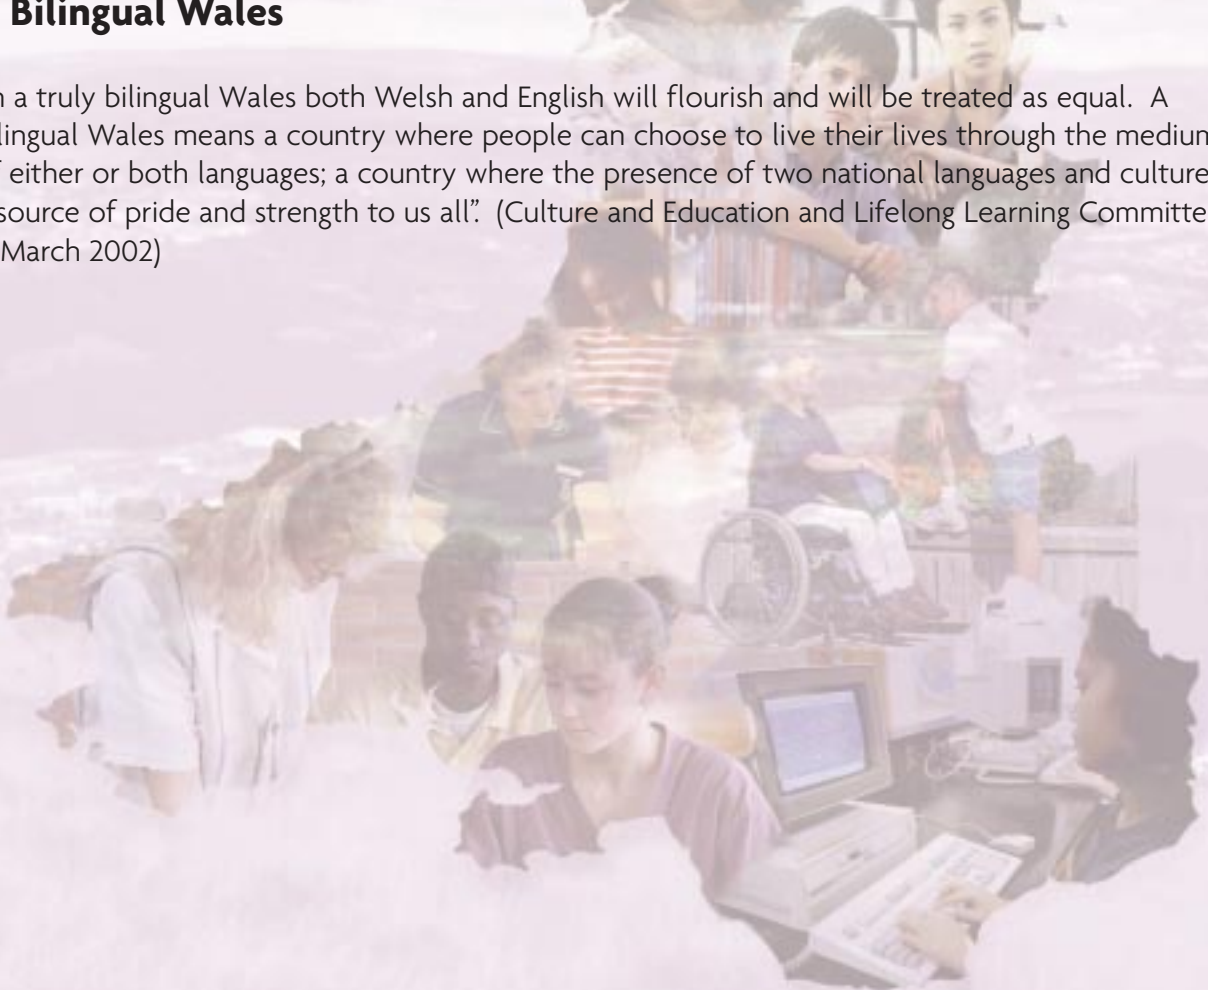 Bilingual Wales
a truly bilingual Wales both Welsh and English will flourish and will be treated as equal. A
lingual Wales means a country where people can choose to live their lives through the medium
either or both languages; a country where the presence of two national languages and culture
source of pride and strength to us all”. (Culture and Education and Lifelong Learning Committe
March 2002)